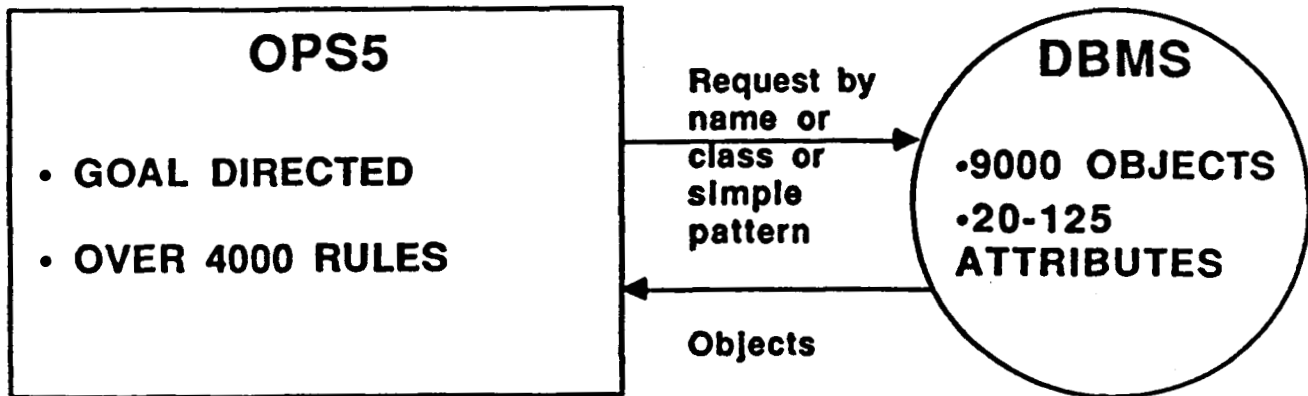 OPS5
• GOAL DIRECTED
• OVER 4000 RULES
Request by
name or
class or
simple
pattern
Objects
DBMS
•9000 OBJECTS
•20-125
ATTRIBUTES